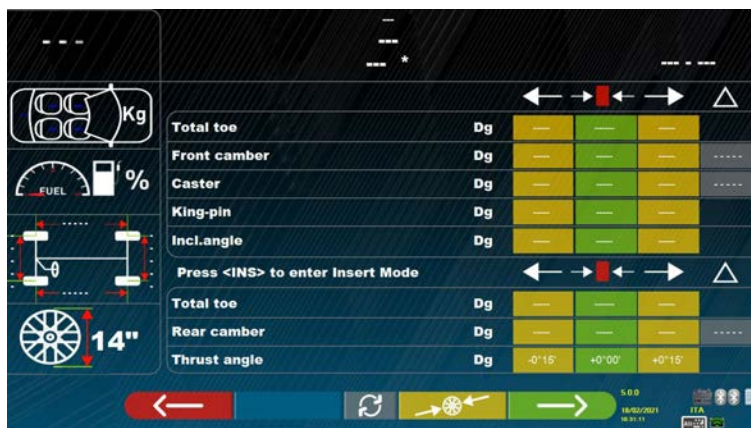 - - -
---
---
--- *
--- - ---
Kg
Total toe Dg --- --- ---
Front camber Dg --- --- --- -----
FUEL %
Caster Dg --- --- --- -----
King-pin Dg --- --- ---
Incl.angle Dg --- --- ---
Press <INS> to enter Insert Mode
Total toe Dg --- --- ---
14"
Rear camber Dg --- --- --- -----
Thrust angle Dg -0°15' +0°00' +0°15'
5.0.0
18/02/2021 ITA